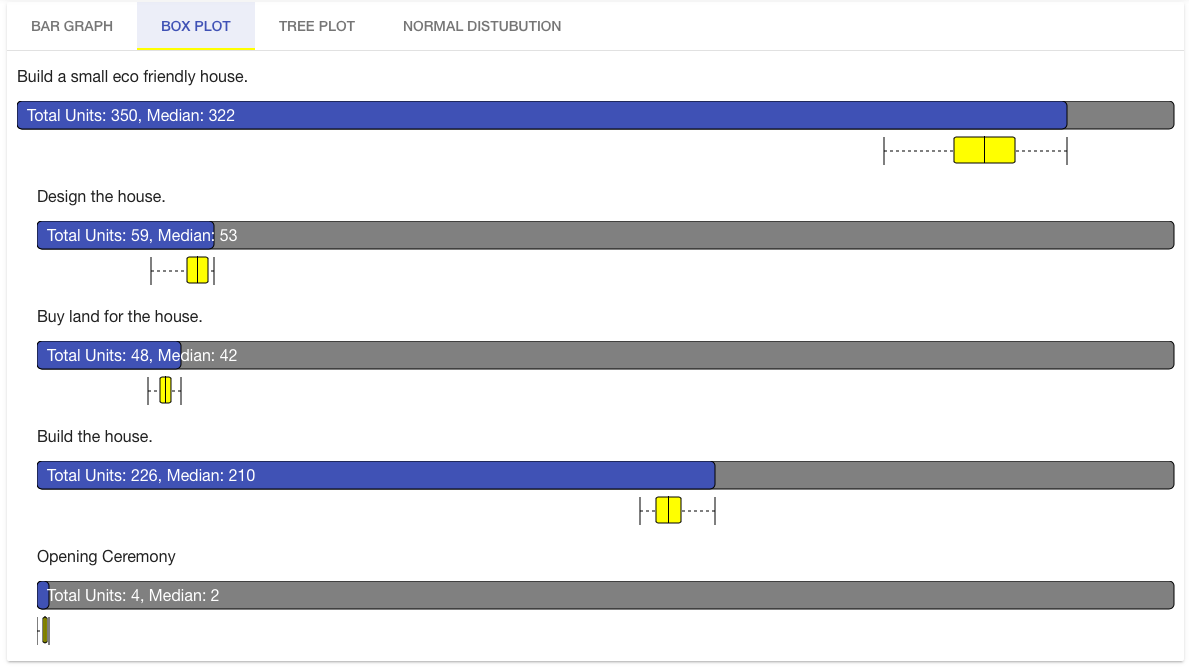 BAR GRAPH BOX PLOT TREE PLOT NORMAL DISTUBUTION
Build a small eco friendly house.
Total Units: 350, Median: 322
Design the house.
Total Units: 59, Median: 53
Buy land for the house.
Total Units: 48, Median: 42
Build the house.
Total Units: 226, Median: 210
Opening Ceremony
Total Units: 4, Median: 2